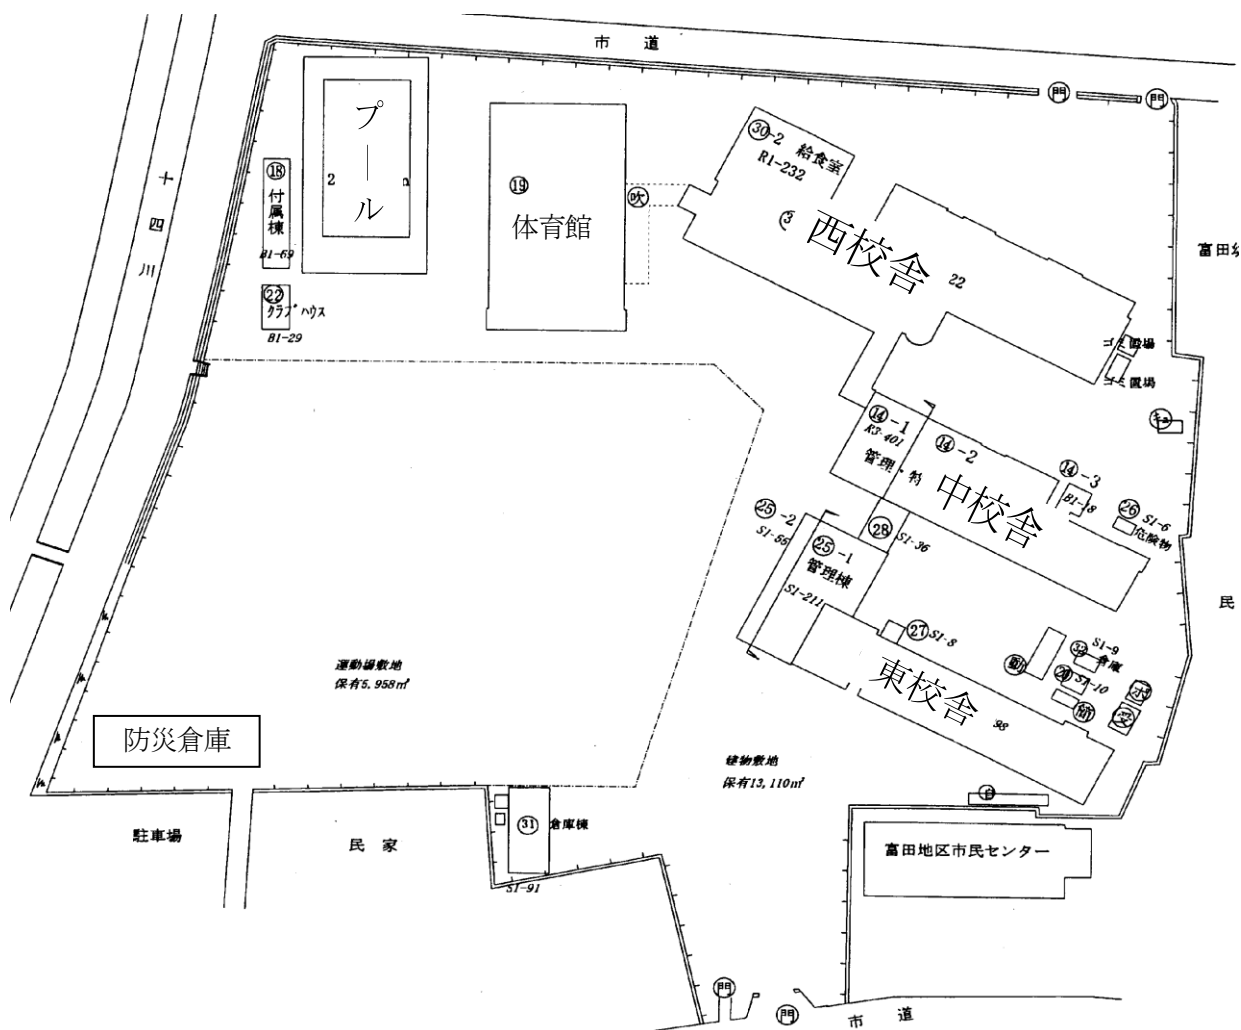 市 道
門
門
十四川
プール
2
⑱
付属棟
B1-69
㉒
クラブハウス
B1-29
⑲
体育館
吹
㉚-2 給食室
R1-232
3
西校舎
22
富田幼
ゴミ置場
ゴミ置場
⑭-1
R3-401
管理・特
⑭-2
中校舎
⑭-3
B1-18
㉖ S1-6
危険物
㉕-2
S1-55
㉘ S1-36
㉕-1
管理棟
S1-211
㉗ S1-8
東校舎
98
S1-9
倉庫
S1-10
受
民
運動場敷地
保有5,958㎡
防災倉庫
建物敷地
保有13,110㎡
駐車場
民 家
㉛ 倉庫棟
S1-91
富田地区市民センター
門
門
市 道